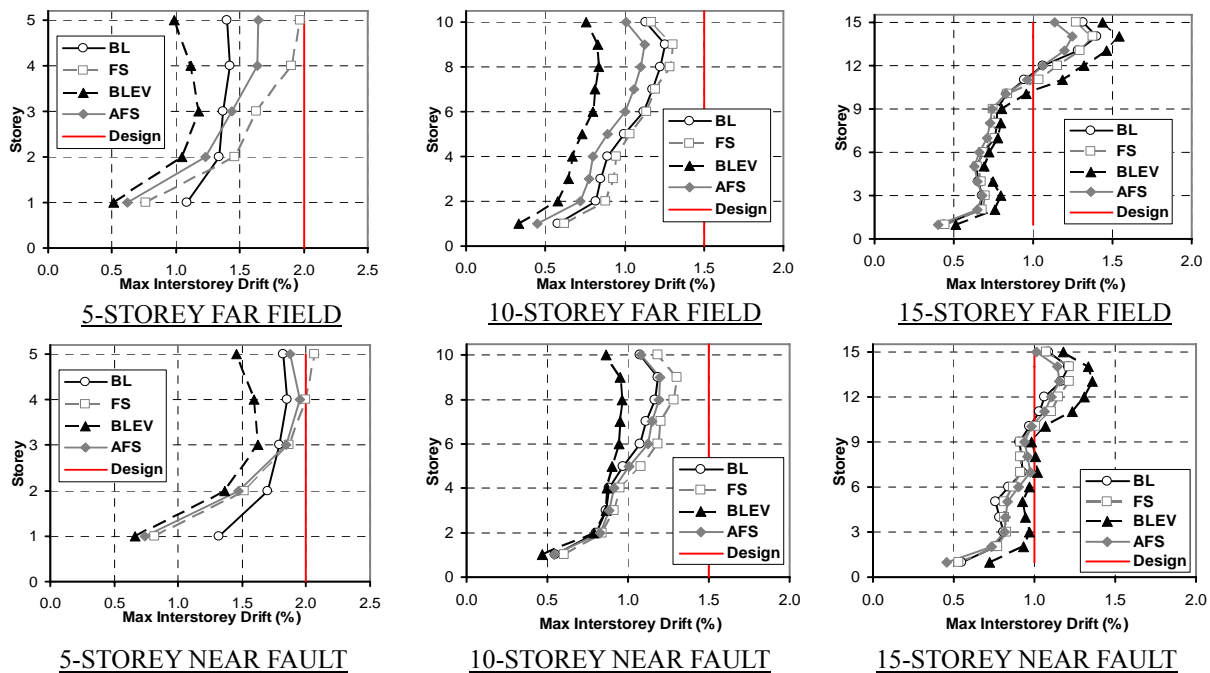 5
4
3
2
1
0
BL
FS
BLEV
AFS
Design
Storey
0.0 0.5 1.0 1.5 2.0 2.5
Max Interstorey Drift (%)
5-STOREY FAR FIELD
10
8
6
4
2
0
BL
FS
BLEV
AFS
Design
Storey
0.0 0.5 1.0 1.5 2.0
Max Interstorey Drift (%)
10-STOREY FAR FIELD
15
12
9
6
3
0
BL
FS
BLEV
AFS
Design
Storey
0.0 0.5 1.0 1.5 2.0
Max Interstorey Drift (%)
15-STOREY FAR FIELD
5
4
3
2
1
0
BL
FS
BLEV
AFS
Design
Storey
0.0 0.5 1.0 1.5 2.0 2.5
Max Interstorey Drift (%)
5-STOREY NEAR FAULT
10
8
6
4
2
0
BL
FS
BLEV
AFS
Design
Storey
0.0 0.5 1.0 1.5 2.0
Max Interstorey Drift (%)
10-STOREY NEAR FAULT
15
12
9
6
3
0
BL
FS
BLEV
AFS
Design
Storey
0.0 0.5 1.0 1.5 2.0
Max Interstorey Drift (%)
15-STOREY NEAR FAULT